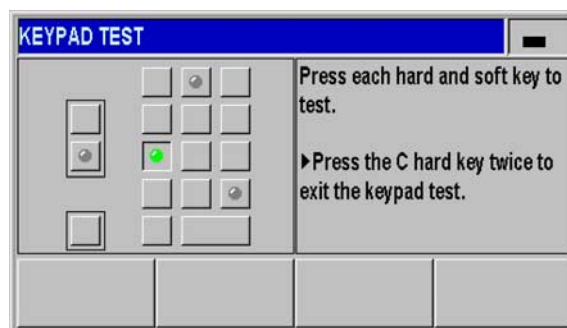 KEYPAD TEST
Press each hard and soft key to
test.
▶Press the C hard key twice to
exit the keypad test.